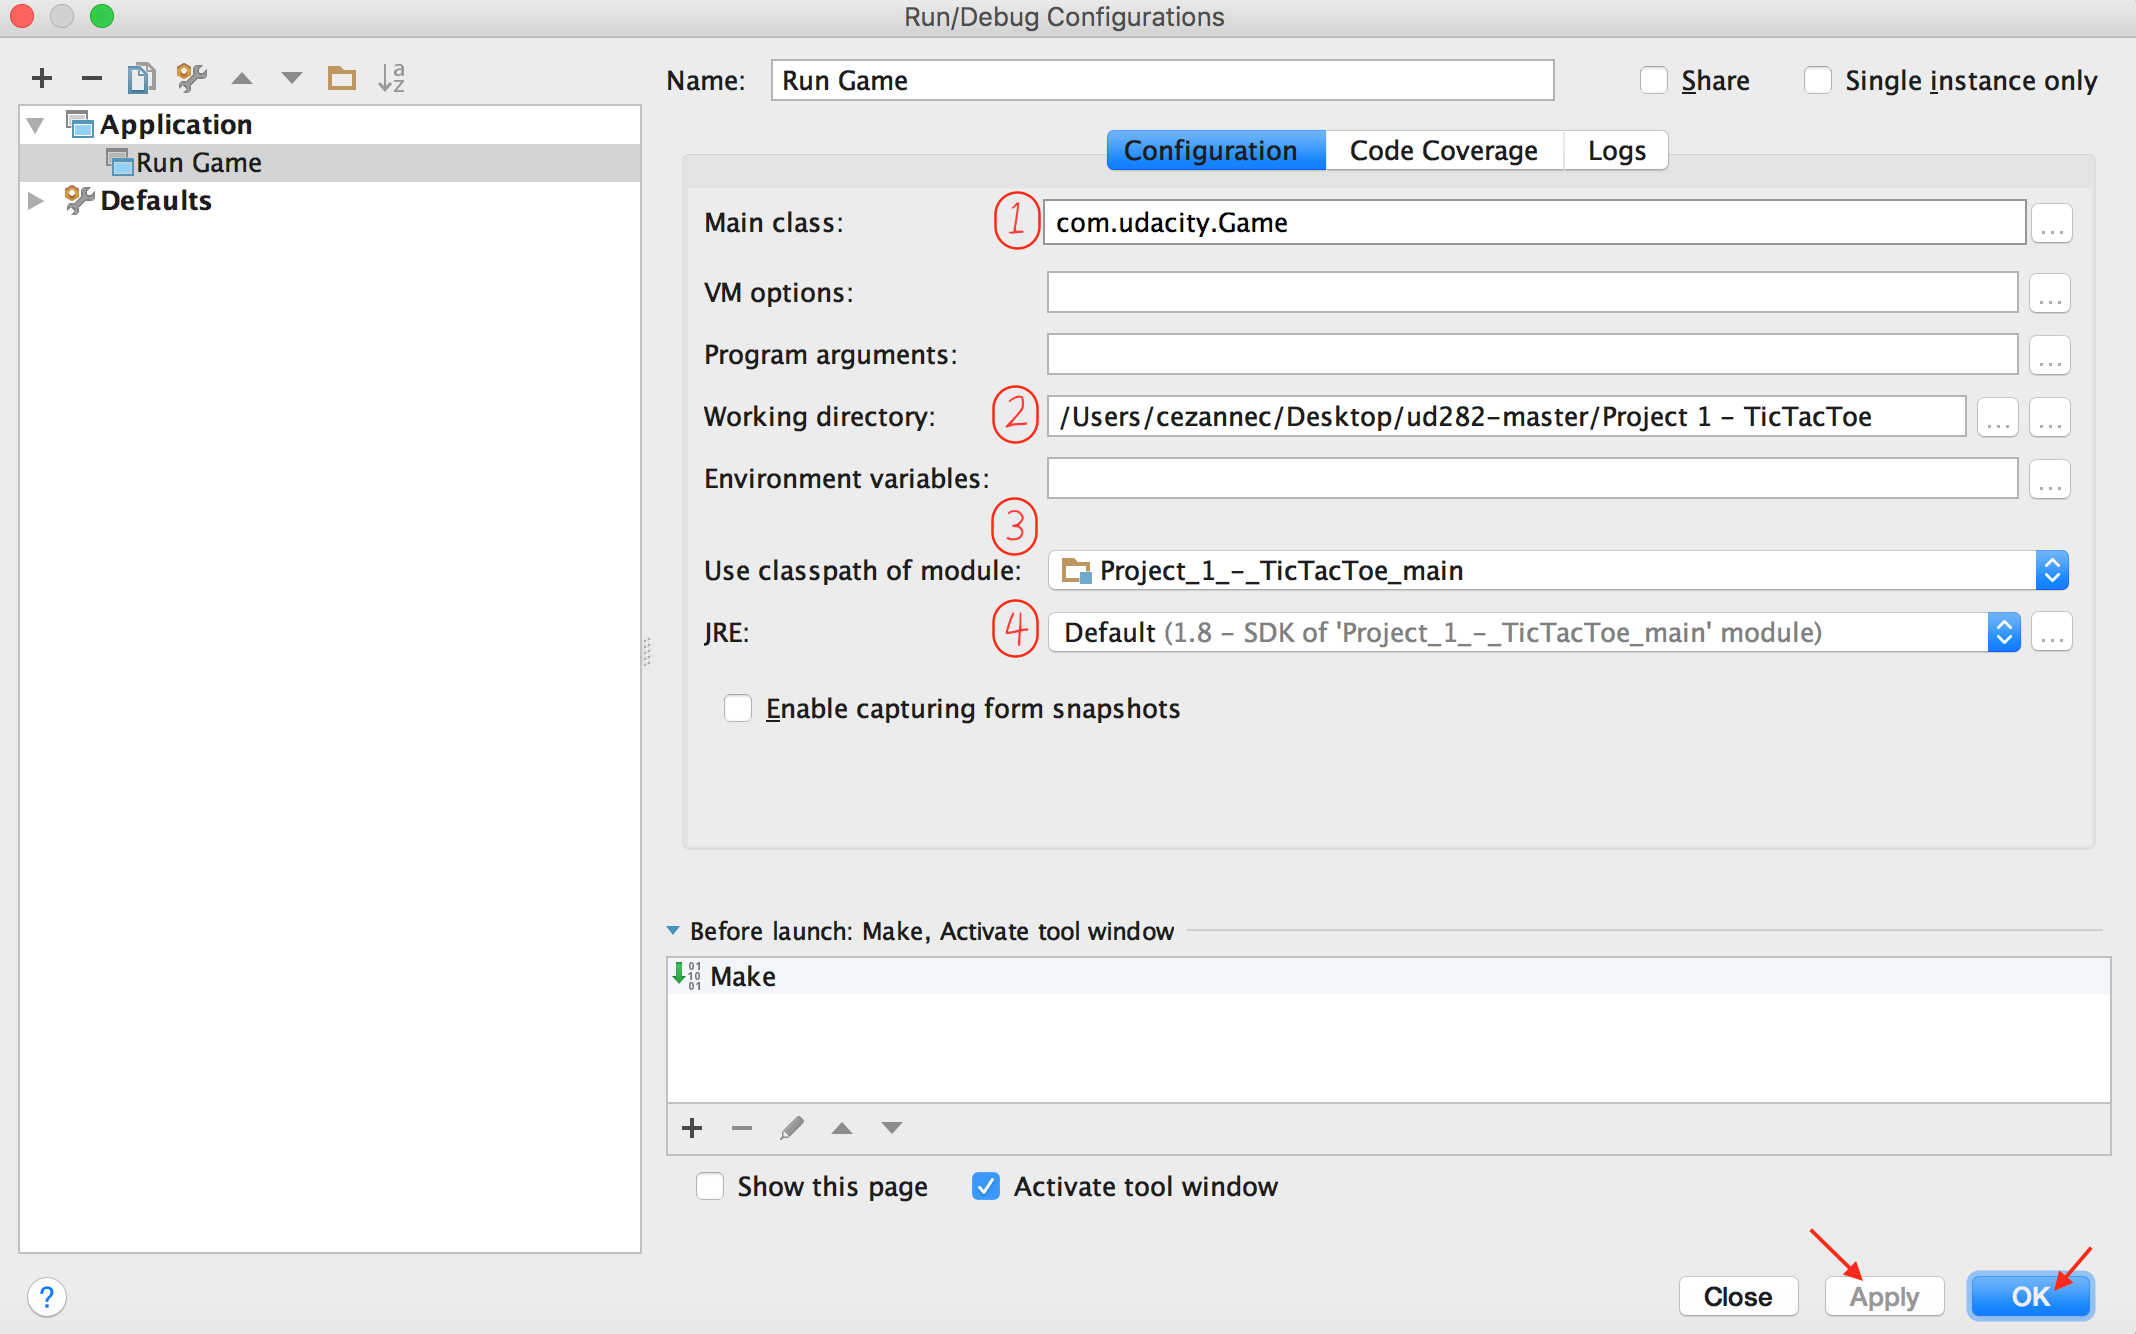 Run/Debug Configurations
Application
Run Game
Defaults
Name: Run Game Share Single instance only
Configuration Code Coverage Logs
Main class: 1 com.udacity.Game ...
VM options: ...
Program arguments: ...
Working directory: 2 /Users/cezannec/Desktop/ud282-master/Project 1 - TicTacToe ... ...
Environment variables: ...
3
Use classpath of module: Project_1_-_TicTacToe_main
JRE: 4 Default (1.8 - SDK of 'Project_1_-_TicTacToe_main' module) ...
Enable capturing form snapshots
Before launch: Make, Activate tool window
Make
Show this page Activate tool window
? Close Apply OK